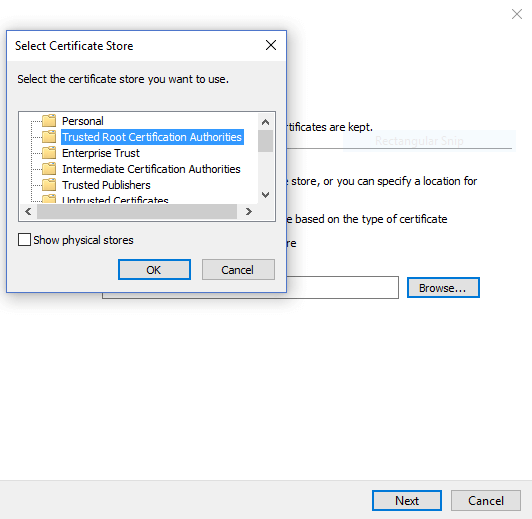 Select Certificate Store
Select the certificate store you want to use.
Personal
Trusted Root Certification Authorities
Enterprise Trust
Intermediate Certification Authorities
Trusted Publishers
Untrusted Certificates
Show physical stores
OK
Cancel
rtificates are kept.
Rectangular Snip
e store, or you can specify a location for
e based on the type of certificate
re
Browse...
Next
Cancel